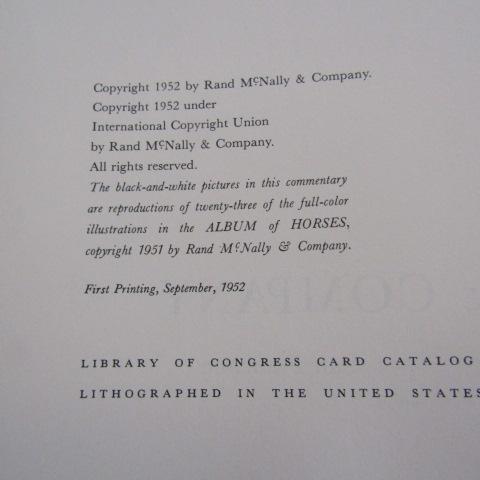 Copyright 1952 by Rand McNally & Company.
Copyright 1952 under
International Copyright Union
by Rand McNally & Company.
All rights reserved.
The black-and-white pictures in this commentary
are reproductions of twenty-three of the full-color
illustrations in the ALBUM of HORSES,
copyright 1951 by Rand McNally & Company.
First Printing, September, 1952
COMPANY
LIBRARY OF CONGRESS CARD CATALOG
LITHOGRAPHED IN THE UNITED STATES